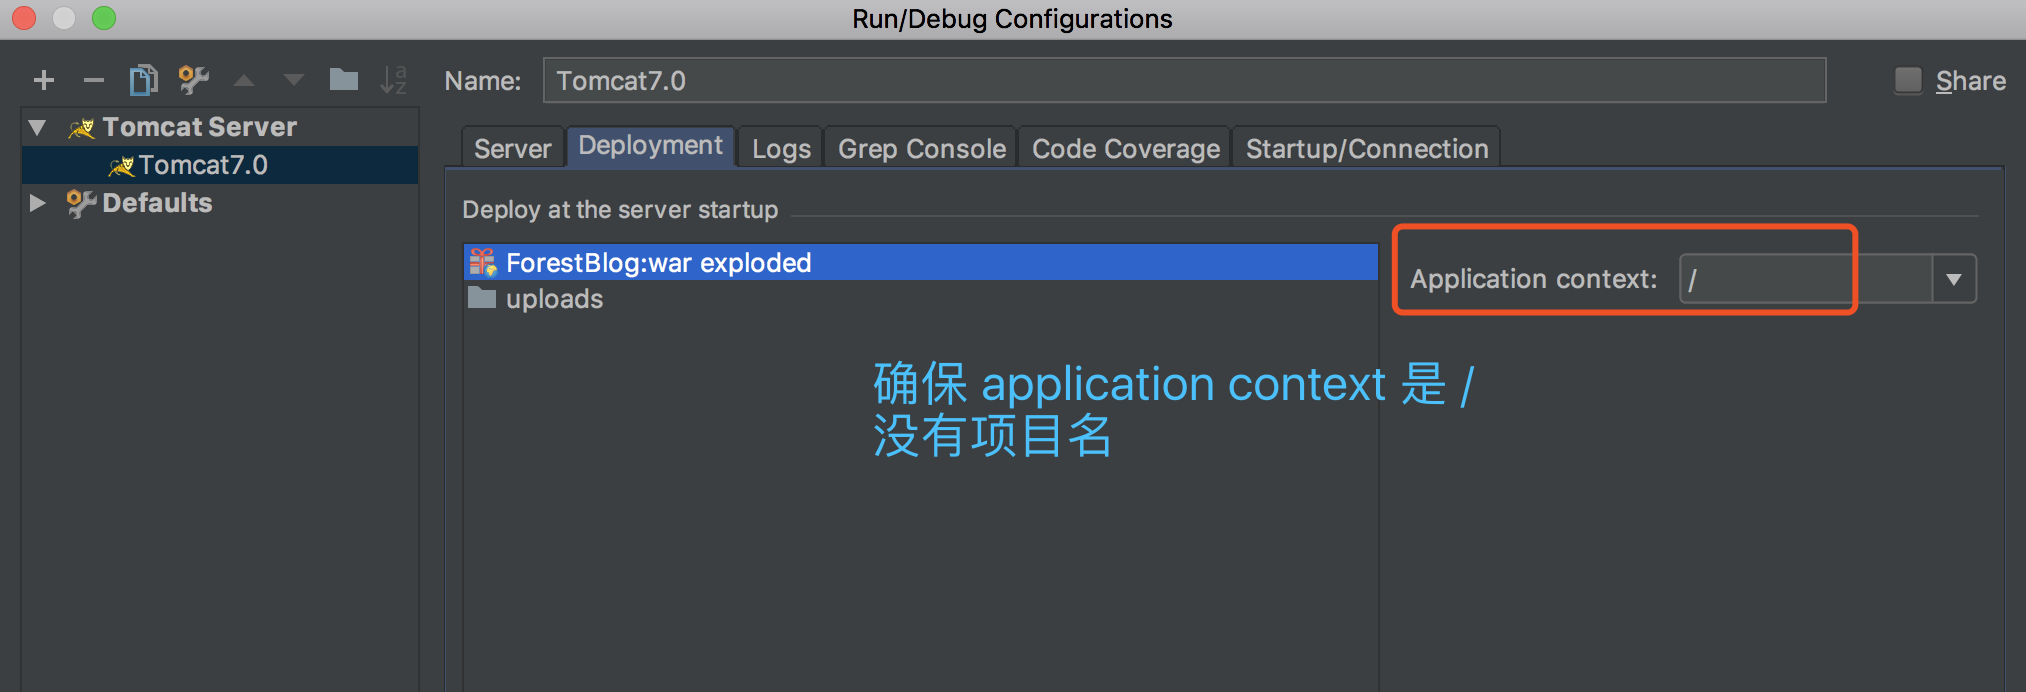 Run/Debug Configurations
Name: Tomcat7.0 Share
Tomcat Server
Tomcat7.0
Defaults
Server Deployment Logs Grep Console Code Coverage Startup/Connection
Deploy at the server startup
ForestBlog:war exploded
uploads
Application context: /
确保 application context 是 /
没有项目名